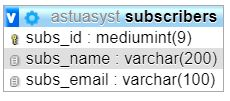 astuasyst subscribers
subs_id : mediumint(9)
subs_name : varchar(200)
subs_email : varchar(100)